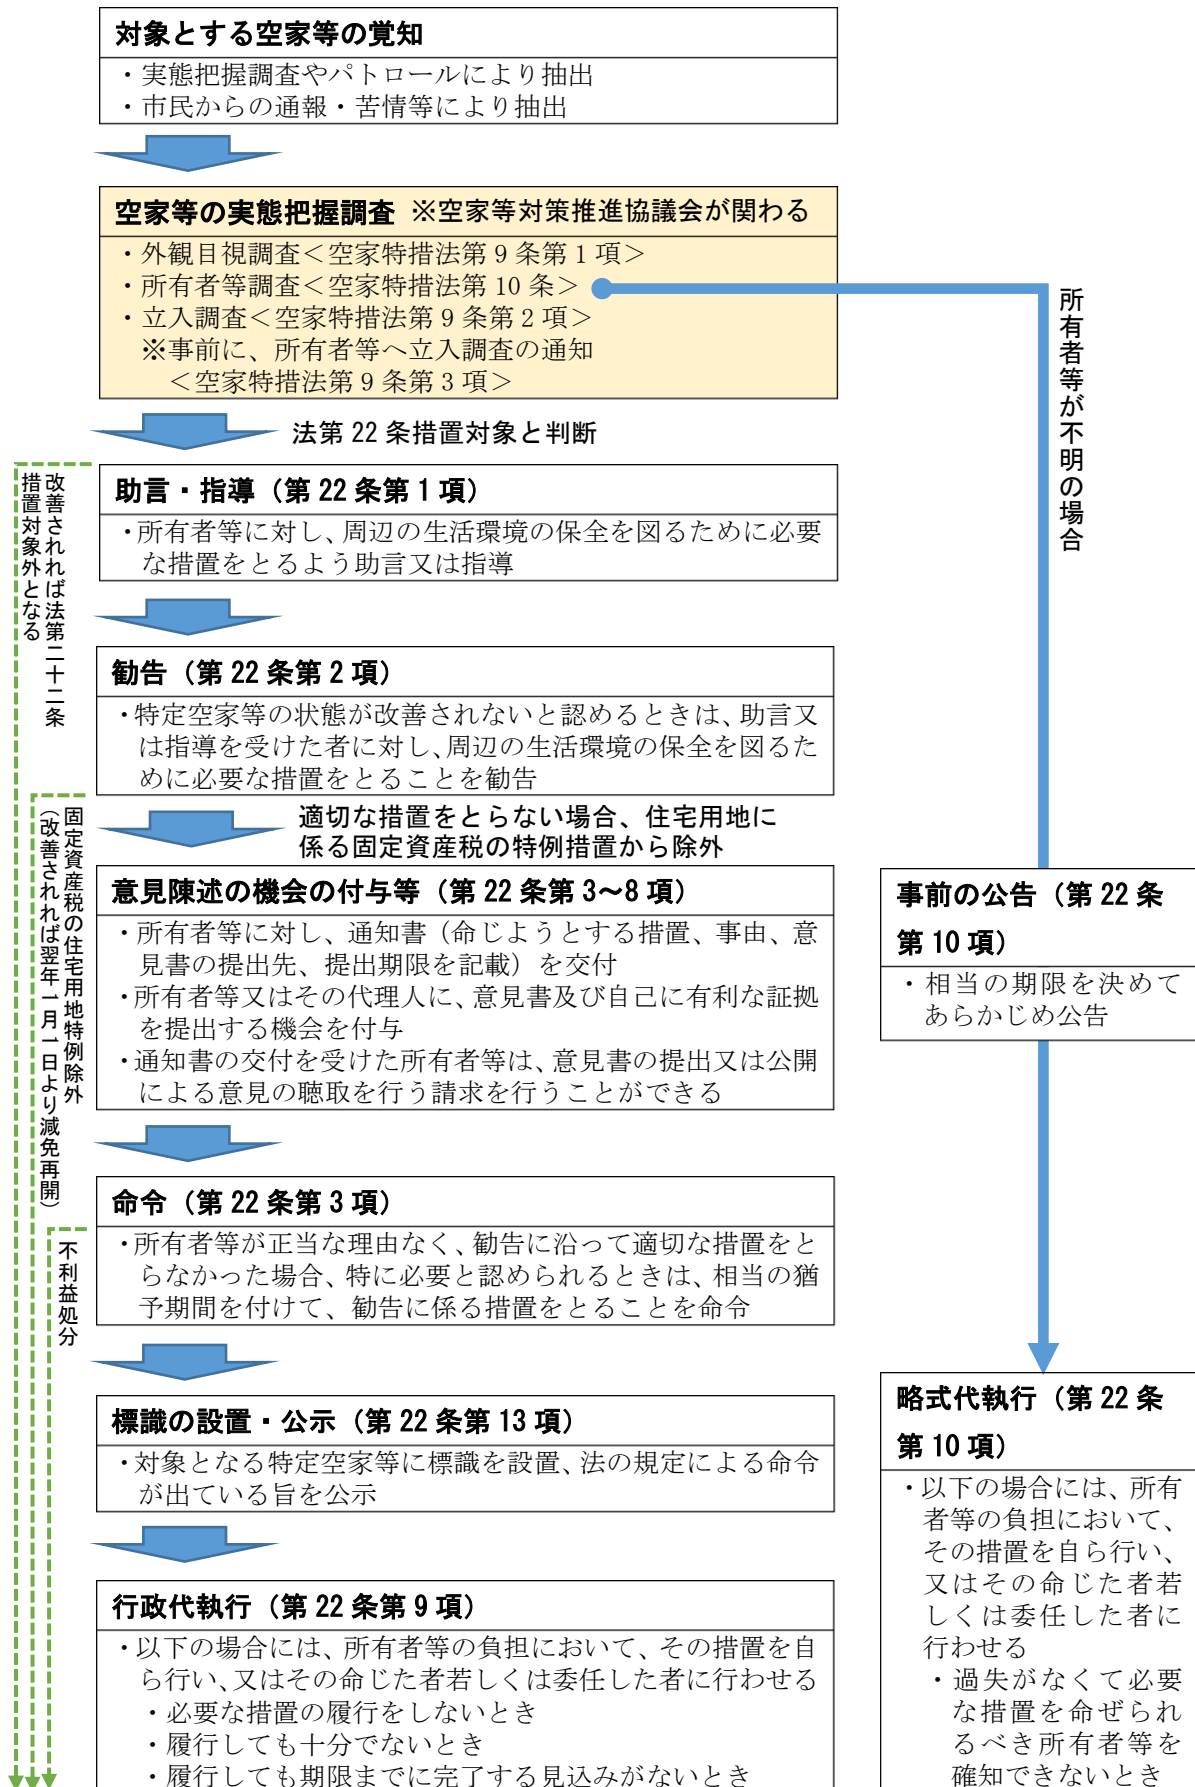 対象とする空家等の覚知
・実態把握調査やパトロールにより抽出
・市民からの通報・苦情等により抽出
空家等の実態把握調査 ※空家等対策推進協議会が関わる
・外観目視調査＜空家特措法第９条第１項＞
・所有者等調査＜空家特措法第 10 条＞
・立入調査＜空家特措法第９条第２項＞
※事前に、所有者等へ立入調査の通知
＜空家特措法第９条第３項＞
所有者等が不明の場合
法第 22 条措置対象と判断
改善されれば法第二十二条
措置対象外となる
助言・指導（第 22 条第１項）
・所有者等に対し、周辺の生活環境の保全を図るために必要
な措置をとるよう助言又は指導
勧告（第 22 条第２項）
・特定空家等の状態が改善されないと認めるときは、助言又
は指導を受けた者に対し、周辺の生活環境の保全を図るた
めに必要な措置をとることを勧告
固定資産税の住宅用地特例除外
（改善されれば翌年一月一日より減免再開）
適切な措置をとらない場合、住宅用地に
係る固定資産税の特例措置から除外
意見陳述の機会の付与等（第 22 条第３～８項）
・所有者等に対し、通知書（命じようとする措置、事由、意
見書の提出先、提出期限を記載）を交付
・所有者等又はその代理人に、意見書及び自己に有利な証拠
を提出する機会を付与
・通知書の交付を受けた所有者等は、意見書の提出又は公開
による意見の聴取を行う請求を行うことができる
事前の公告（第 22 条
第 10 項）
・相当の期限を決めて
あらかじめ公告
命令（第 22 条第３項）
・所有者等が正当な理由なく、勧告に沿って適切な措置をと
らなかった場合、特に必要と認められるときは、相当の猶
予期間を付けて、勧告に係る措置をとることを命令
不利益処分
標識の設置・公示（第 22 条第 13 項）
・対象となる特定空家等に標識を設置、法の規定による命令
が出ている旨を公示
行政代執行（第 22 条第９項）
・以下の場合には、所有者等の負担において、その措置を自
ら行い、又はその命じた者若しくは委任した者に行わせる
・必要な措置の履行をしないとき
・履行しても十分でないとき
・履行しても期限までに完了する見込みがないとき
略式代執行（第 22 条
第 10 項）
・以下の場合には、所有
者等の負担において、
その措置を自ら行い、
又はその命じた者若
しくは委任した者に
行わせる
・過失がなくて必要
な措置を命ぜられ
るべき所有者等を
確知できないとき